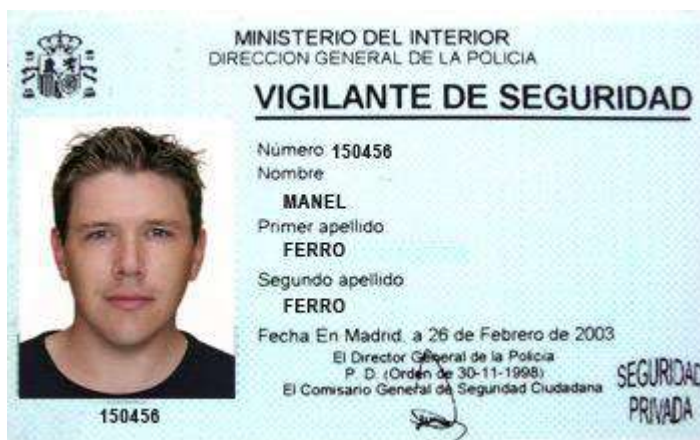 MINISTERIO DEL INTERIOR
DIRECCION GENERAL DE LA POLICIA
VIGILANTE DE SEGURIDAD
Número 150456
Nombre
MANEL
Primer apellido
FERRO
Segundo apellido
FERRO
Fecha En Madrid, a 26 de Febrero de 2003
El Director General de la Policia
P. D. (Orden de 30-11-1998)
El Comisario General de Seguridad Ciudadana
SEGURIDAD
PRIVADA
150456